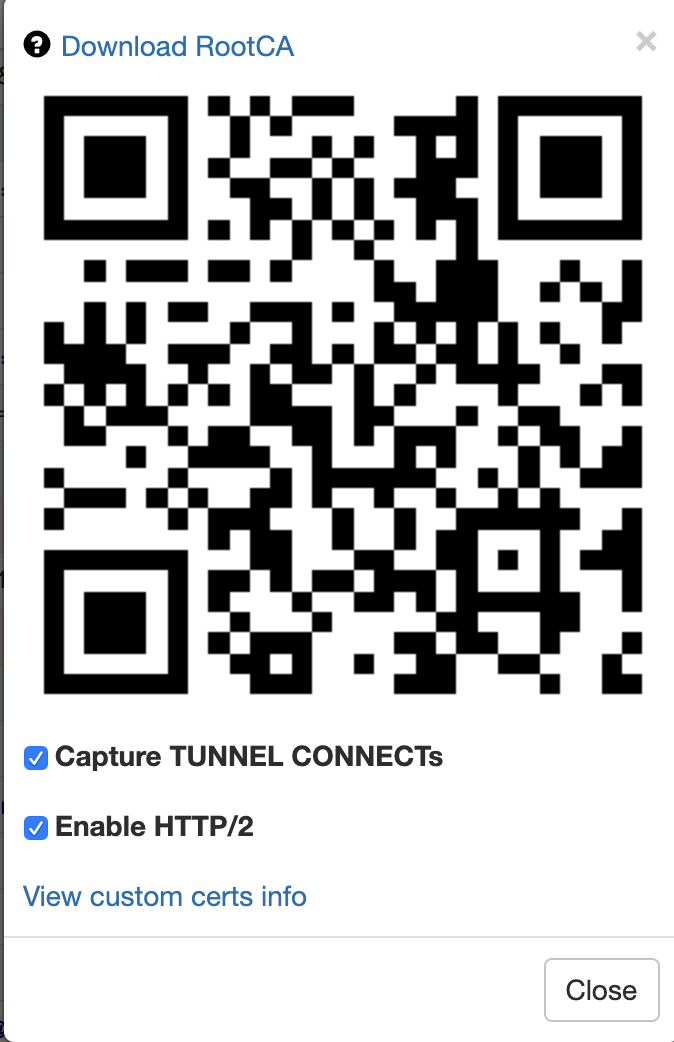 Download RootCA
Capture TUNNEL CONNECTs
Enable HTTP/2
View custom certs info
Close